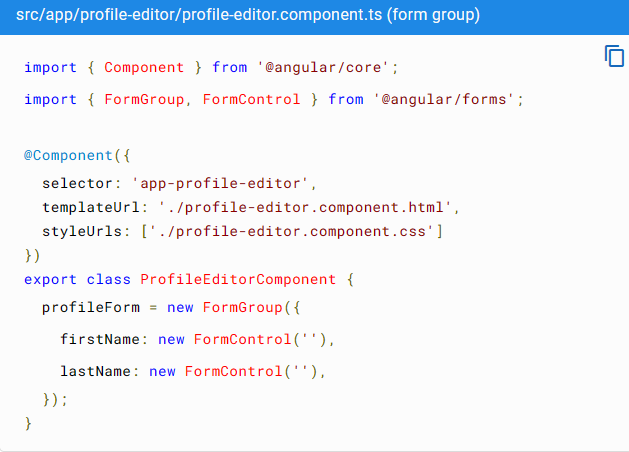 src/app/profile-editor/profile-editor.component.ts (form group)
import { Component } from '@angular/core';
import { FormGroup, FormControl } from '@angular/forms';
@Component({
  selector: 'app-profile-editor',
  templateUrl: './profile-editor.component.html',
  styleUrls: ['./profile-editor.component.css']
})
export class ProfileEditorComponent {
  profileForm = new FormGroup({
    firstName: new FormControl(''),
    lastName: new FormControl(''),
  });
}